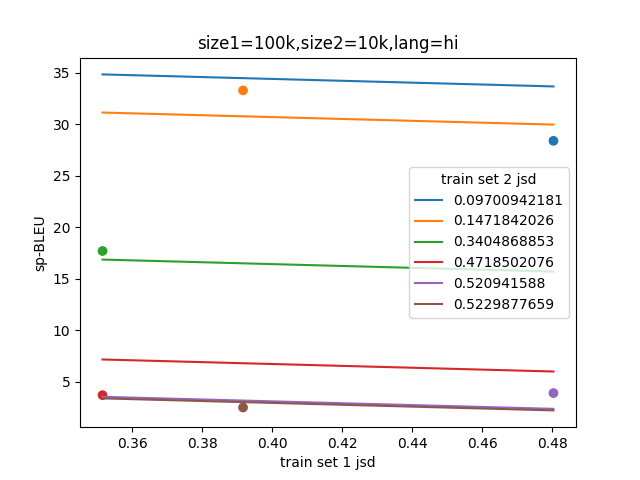 size1=100k,size2=10k,lang=hi
35
30
25
20
15
10
5
sp-BLEU
train set 2 jsd
0.09700942181
0.1471842026
0.3404868853
0.4718502076
0.520941588
0.5229877659
0.36 0.38 0.40 0.42 0.44 0.46 0.48
train set 1 jsd